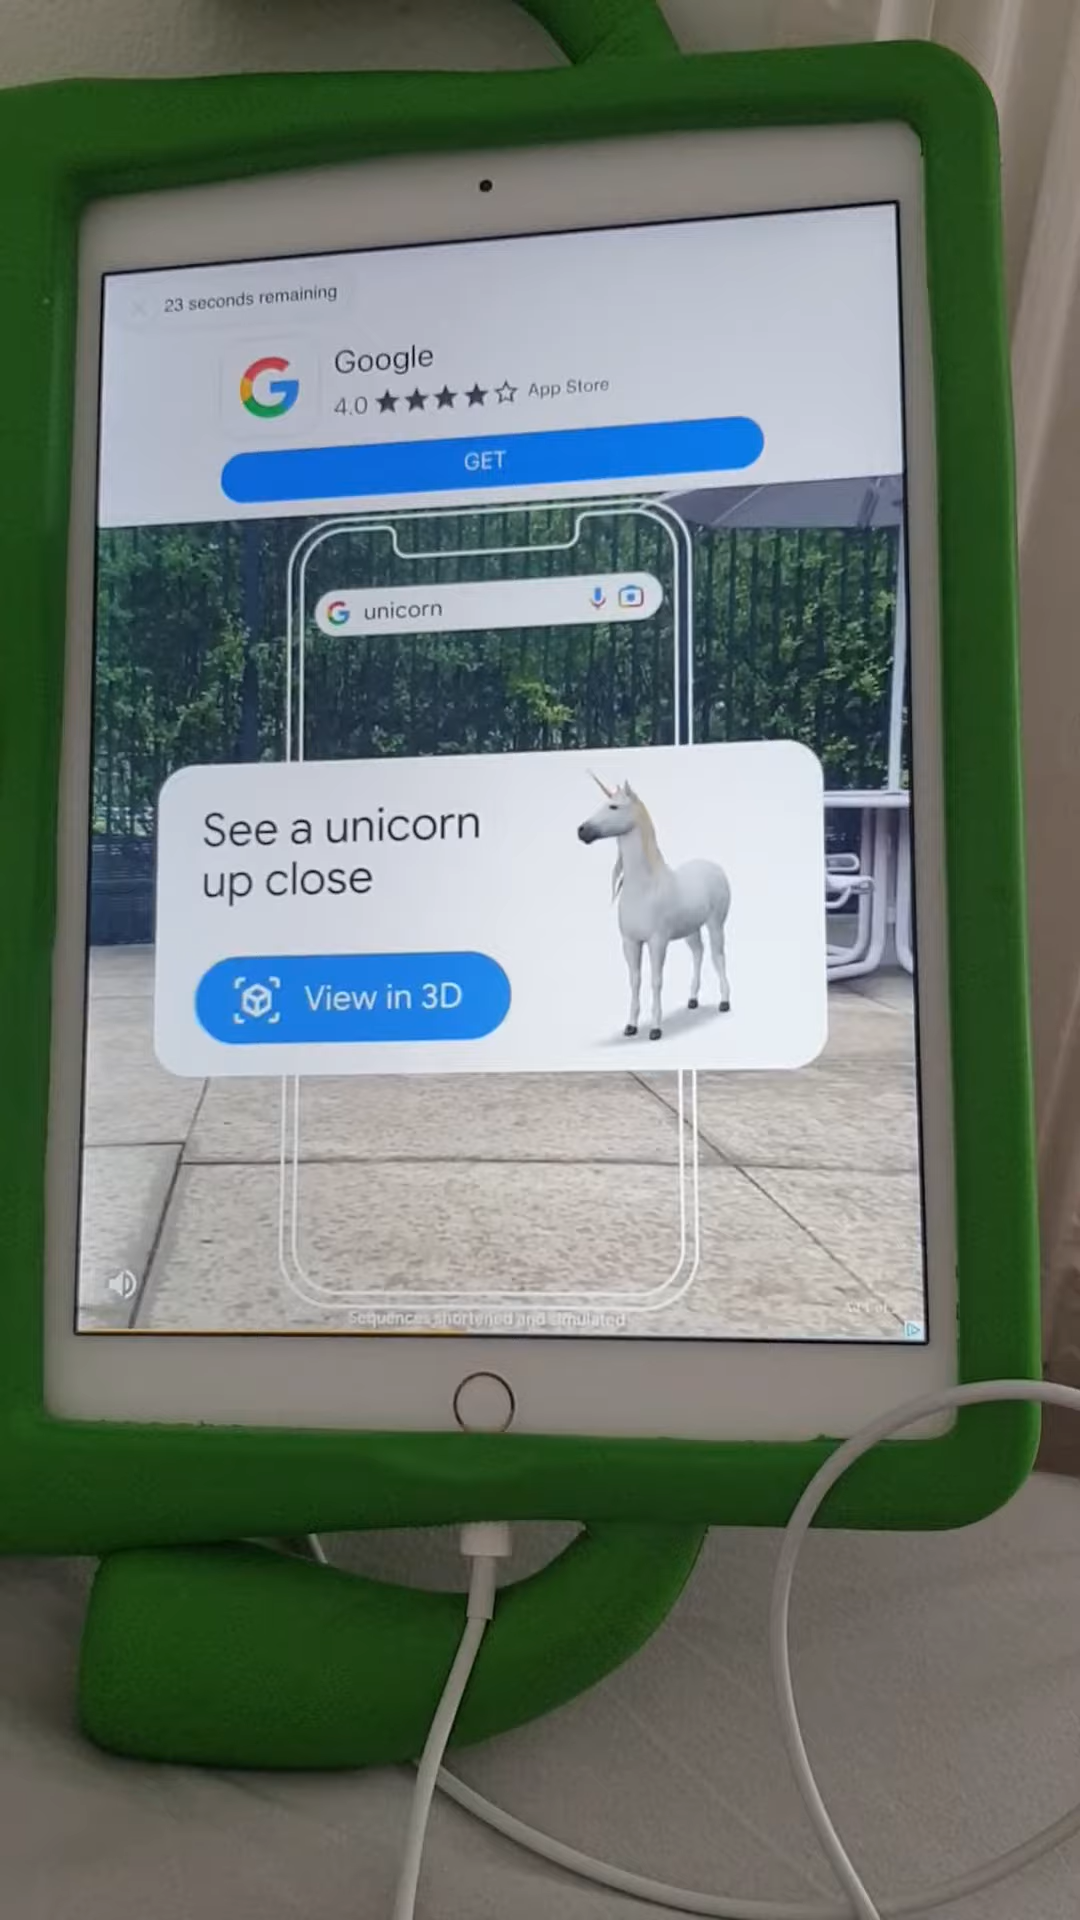 23 seconds remaining
Google
4.0 App Store
GET
unicorn
See a unicorn
up close
View in 3D
Sequences shortened and simulated